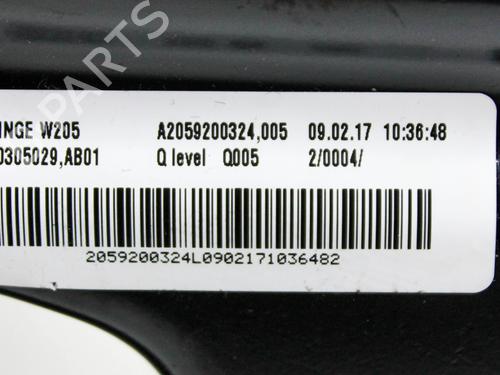 INGE W205 A2059200324,005 09.02.17 10:36:48
0305029,AB01 Q level Q005 2/0004/
2059200324L0902171036482
B-PARTS